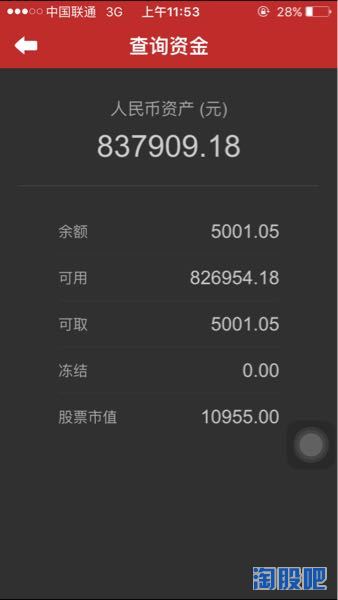 中国联通 3G 上午11:53 28%
查询资金
人民币资产 (元)
837909.18
余额 5001.05
可用 826954.18
可取 5001.05
冻结 0.00
股票市值 10955.00
淘股吧